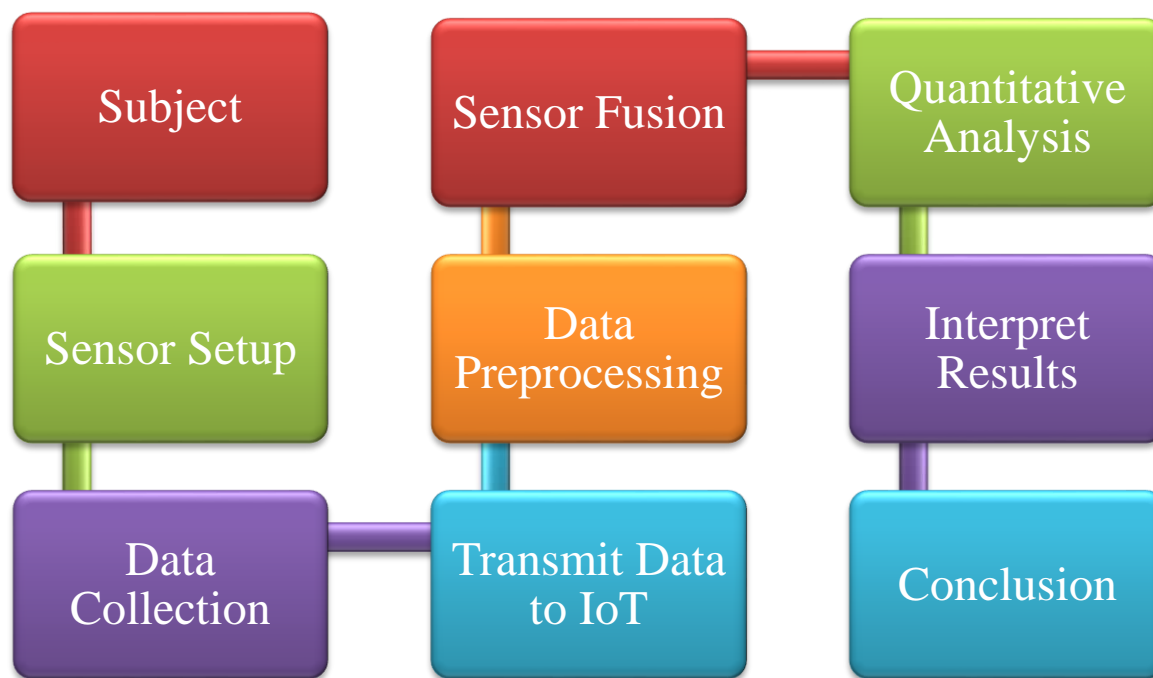 Subject
Sensor Setup
Data
Collection
Transmit Data
to IoT
Data
Preprocessing
Sensor Fusion
Quantitative
Analysis
Interpret
Results
Conclusion